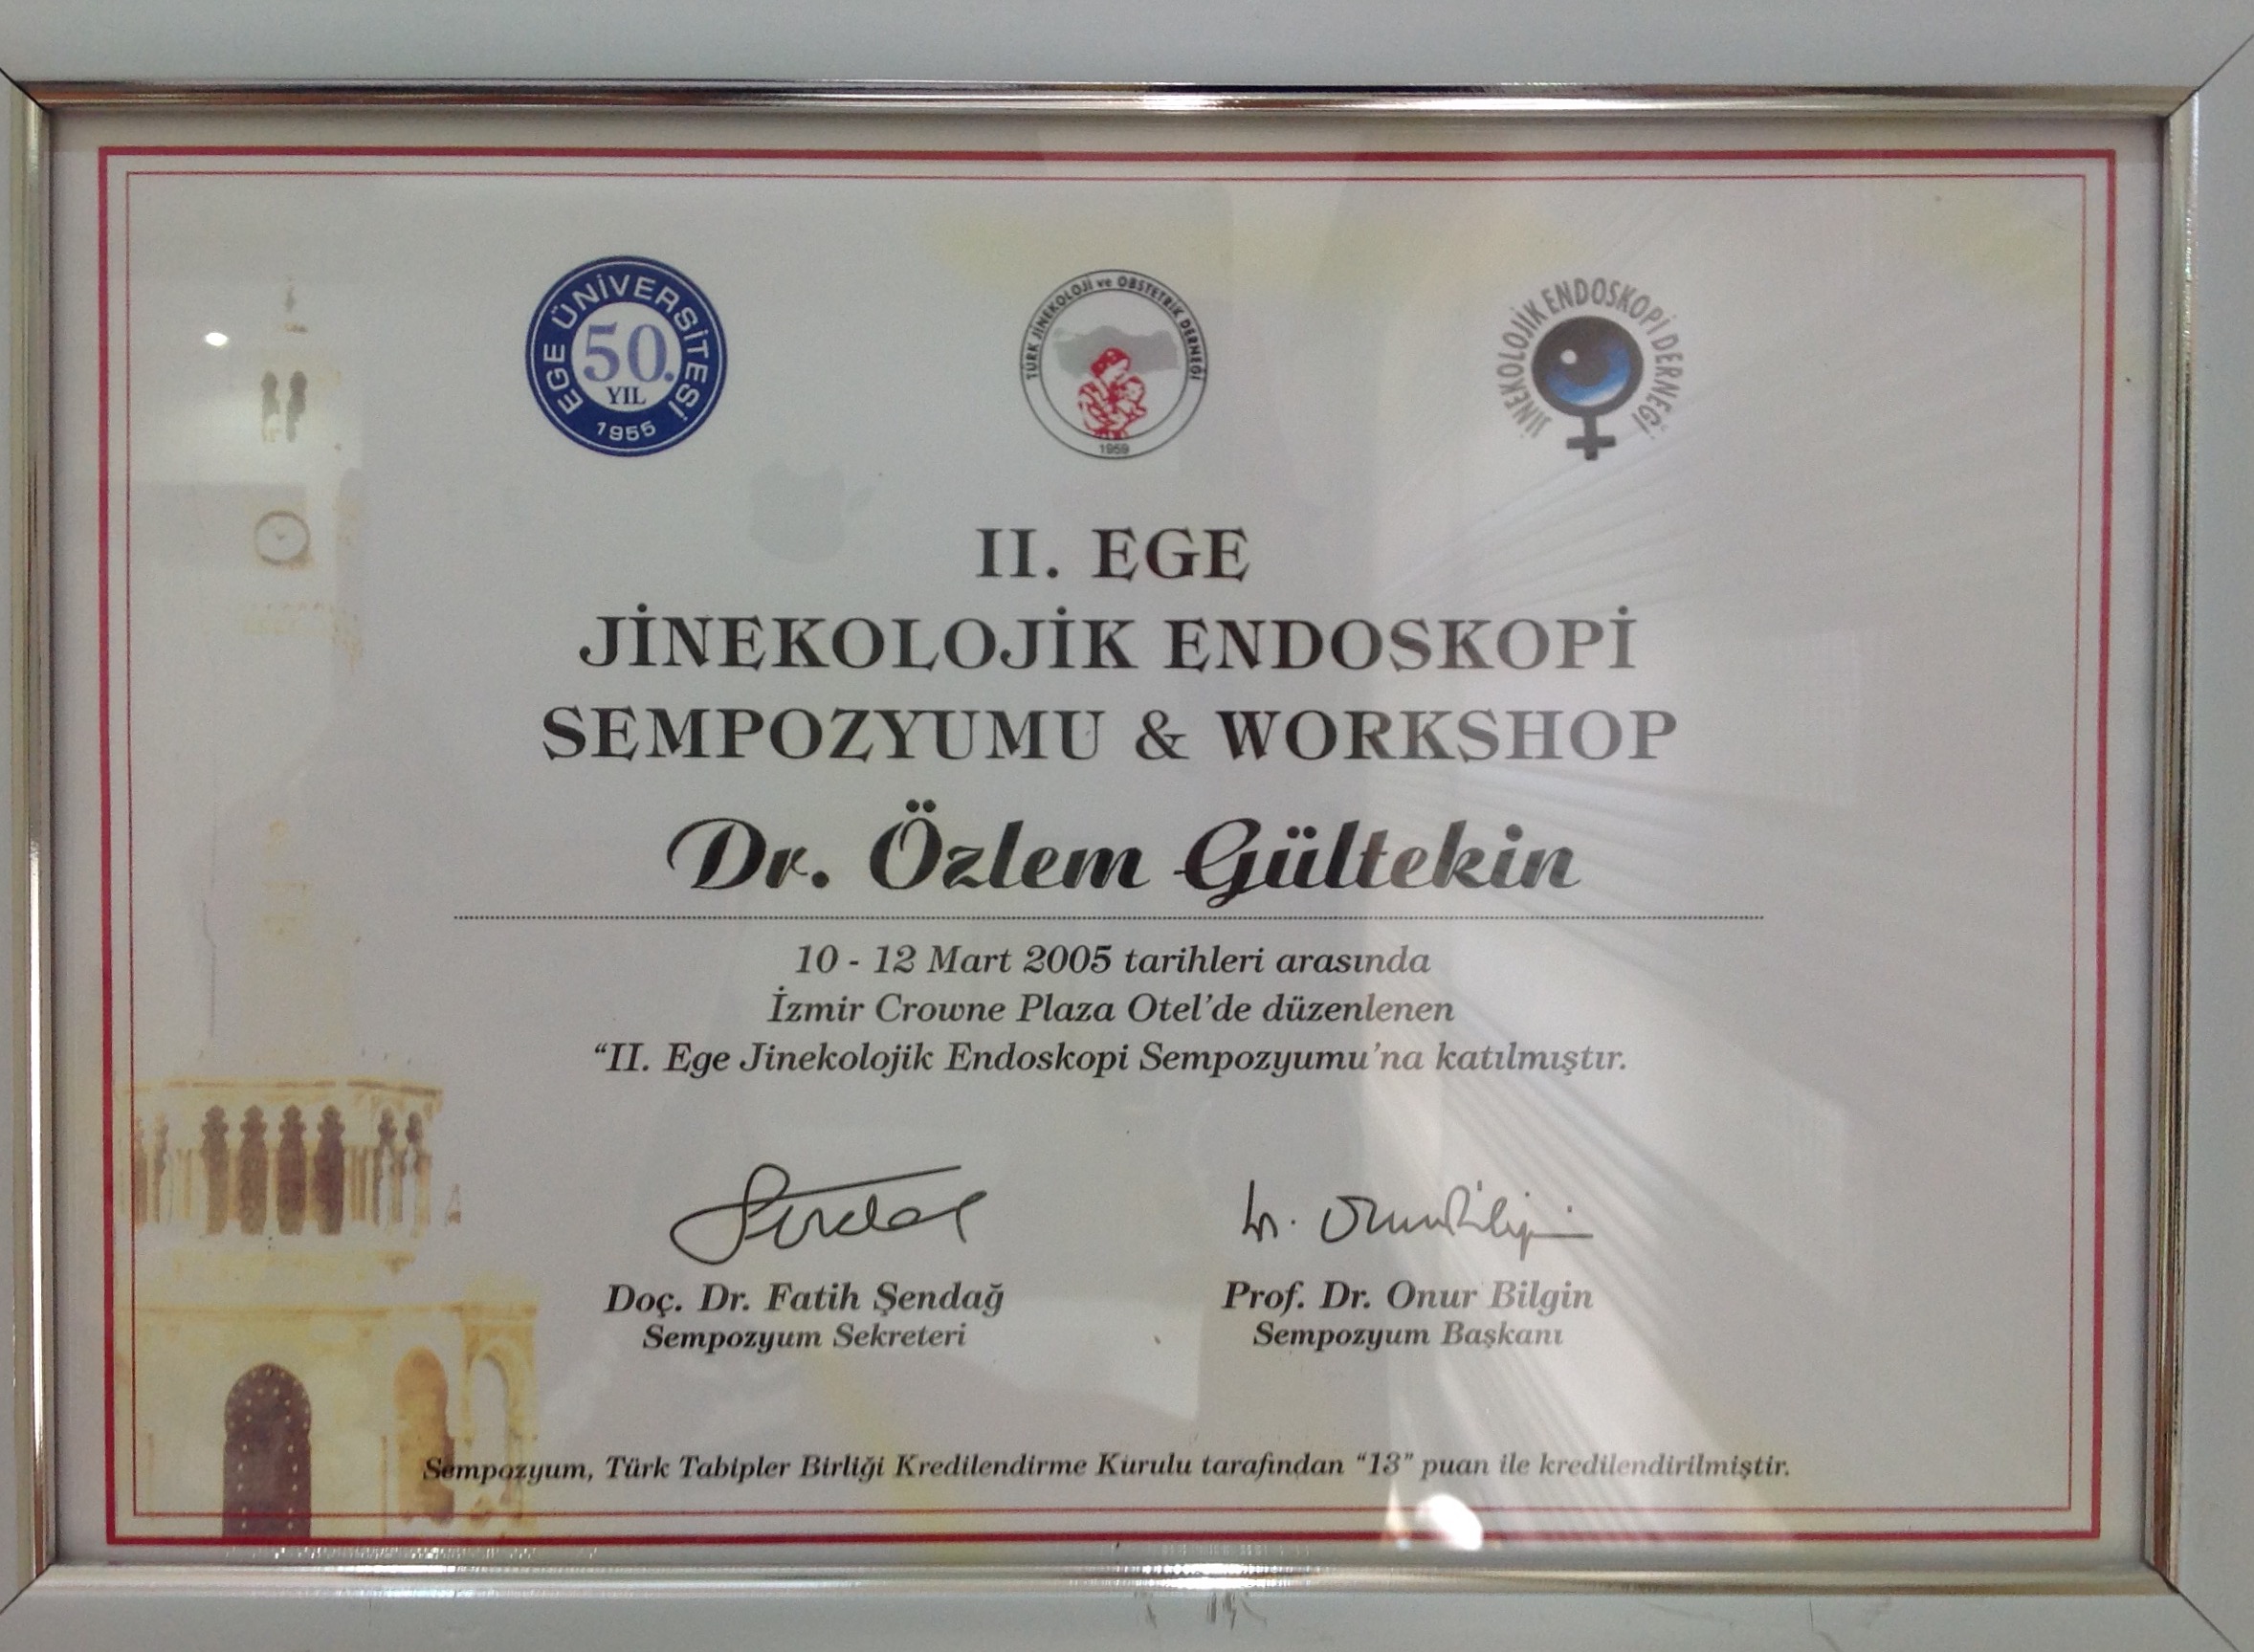 EGE ÜNİVERSİTESİ
50.
YIL
1955
TÜRK JİNEKOLOJİ ve OBSTETRİK DERNEĞİ
1959
JİNEKOLOJİK ENDOSKOPİ DERNEĞİ
II. EGE
JİNEKOLOJİK ENDOSKOPİ
SEMPOZYUMU & WORKSHOP
Dr. Özlem Gültekin
10 - 12 Mart 2005 tarihleri arasında
İzmir Crowne Plaza Otel'de düzenlenen
“II. Ege Jinekolojik Endoskopi Sempozyumu'na katılmıştır.
Doç. Dr. Fatih Şendağ
Sempozyum Sekreteri
Prof. Dr. Onur Bilgin
Sempozyum Başkanı
Sempozyum, Türk Tabipler Birliği Kredilendirme Kurulu tarafından “13” puan ile kredilendirilmiştir.